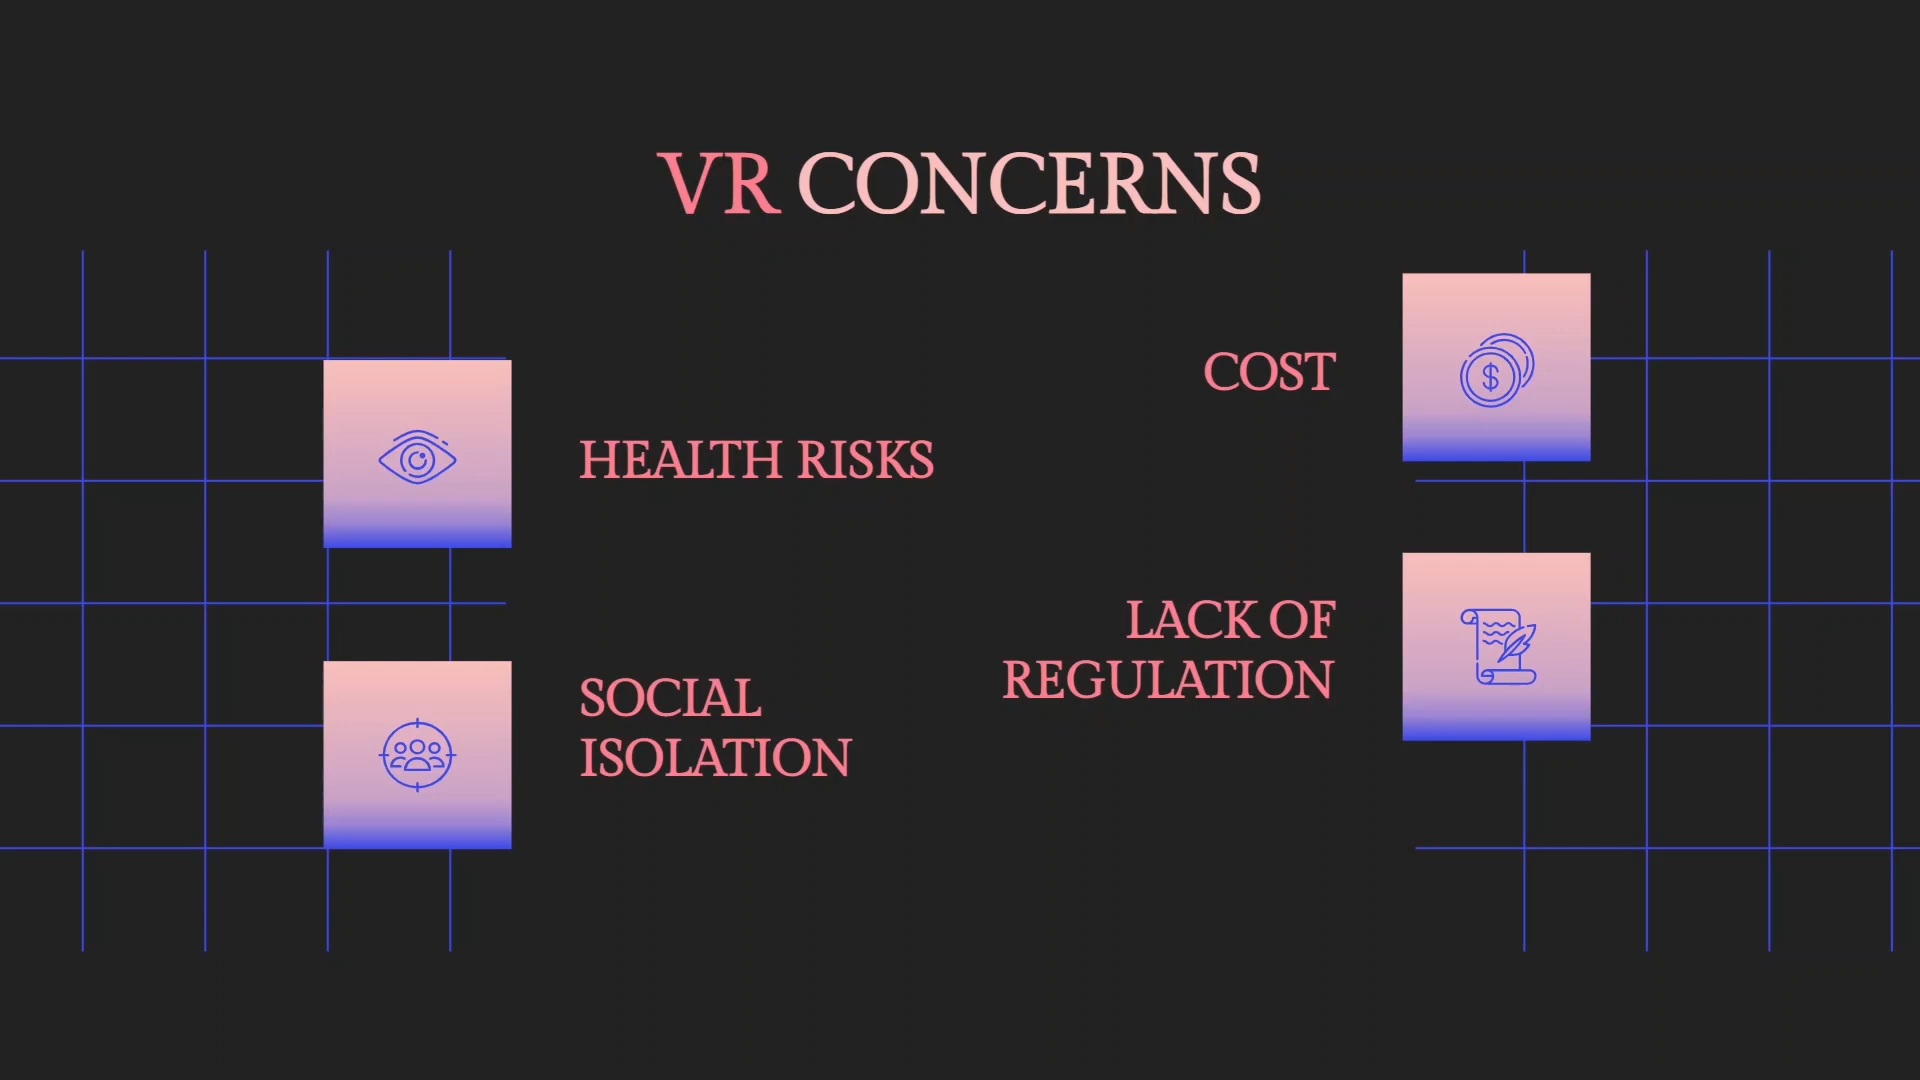 VR CONCERNS
HEALTH RISKS
SOCIAL
ISOLATION
COST
$
LACK OF
REGULATION